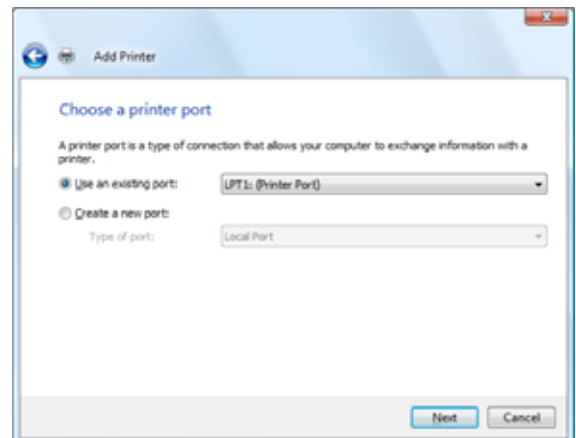 Add Printer
Choose a printer port
A printer port is a type of connection that allows your computer to exchange information with a
printer.
Use an existing port: LPT1: (Printer Port)
Create a new port:
Type of port: Local Port
Next Cancel